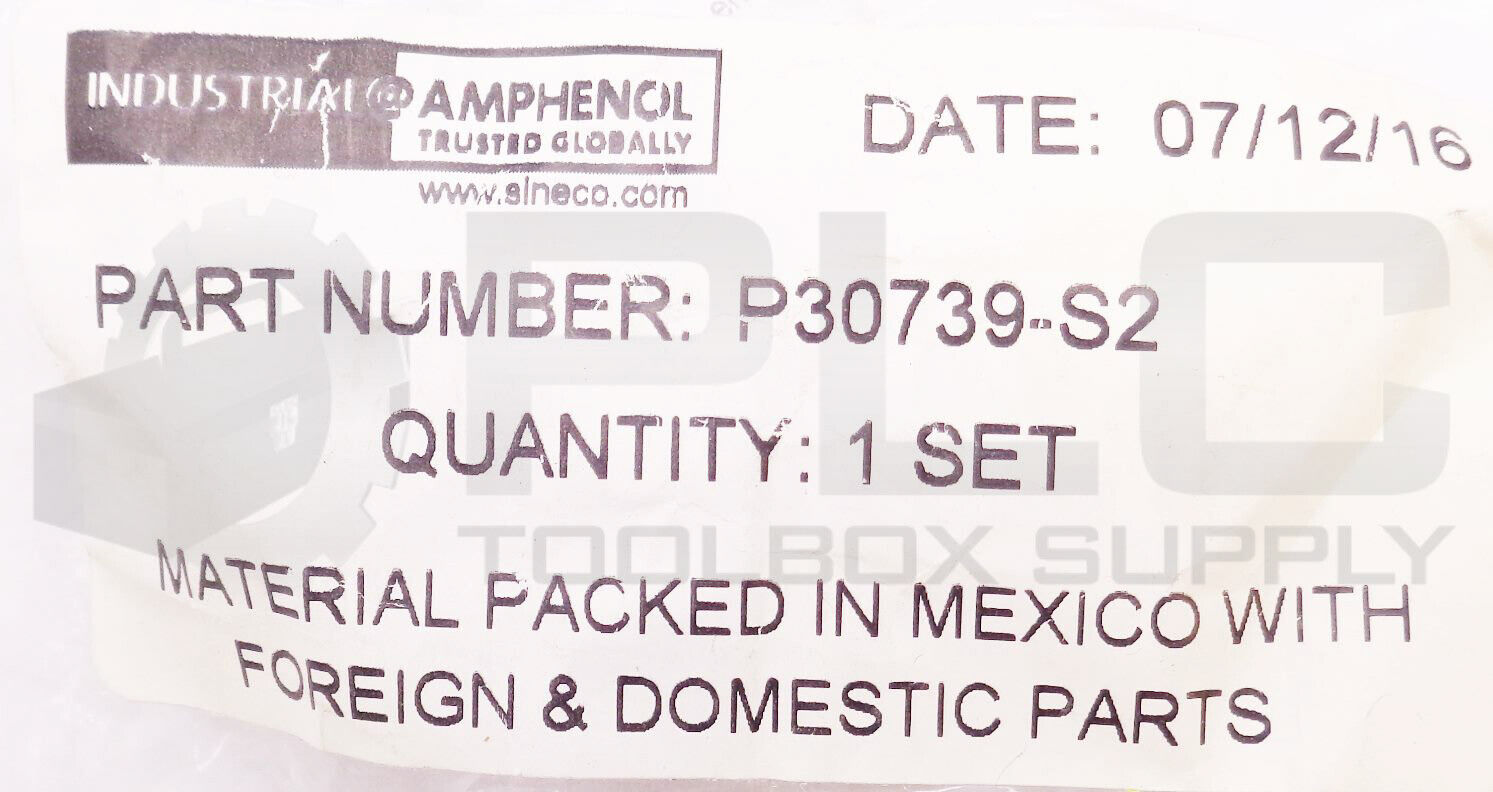 INDUSTRIAL@ AMPHENOL
TRUSTED GLOBALLY
www.sineco.com
DATE: 07/12/16
PART NUMBER: P30739-S2
QUANTITY: 1 SET
MATERIAL PACKED IN MEXICO WITH
FOREIGN & DOMESTIC PARTS
PLC
TOOLBOX SUPPLY